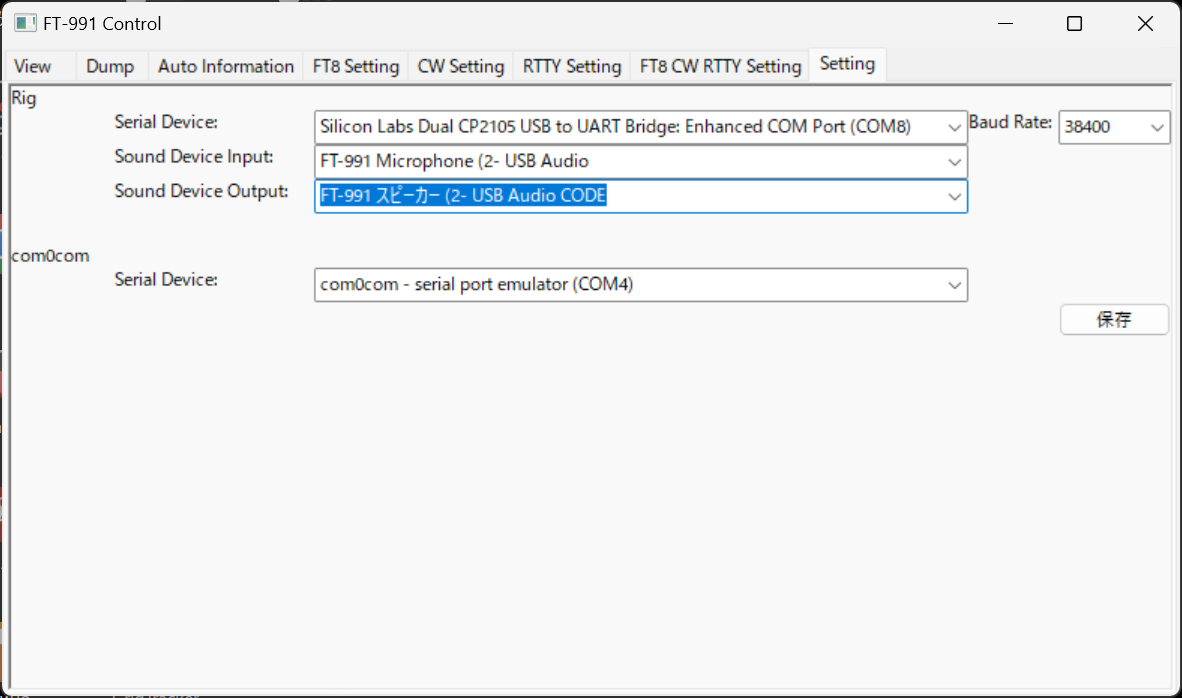 FT-991 Control
View Dump Auto Information FT8 Setting CW Setting RTTY Setting FT8 CW RTTY Setting Setting
Rig
Serial Device: Silicon Labs Dual CP2105 USB to UART Bridge: Enhanced COM Port (COM8) Baud Rate: 38400
Sound Device Input: FT-991 Microphone (2- USB Audio
Sound Device Output: FT-991 スピーカー (2- USB Audio CODE
com0com
Serial Device: com0com - serial port emulator (COM4)
保存